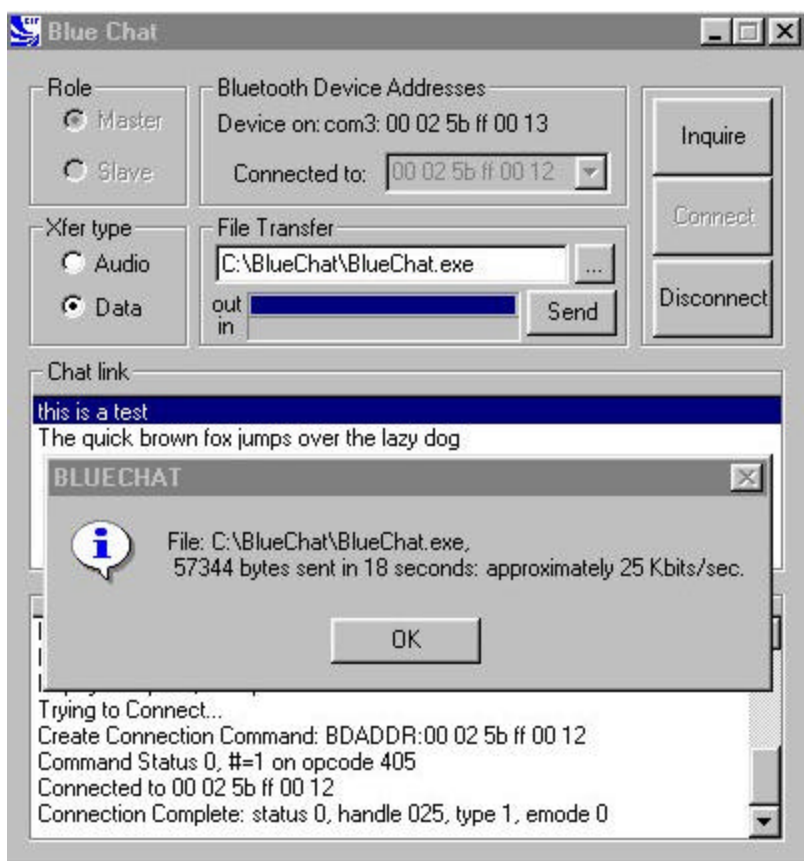 Blue Chat
Role
Master
Slave
Bluetooth Device Addresses
Device on: com3: 00 02 5b ff 00 13
Connected to: 00 02 5b ff 00 12
Inquire
Connect
Disconnect
Xfer type
Audio
Data
File Transfer
C:\BlueChat\BlueChat.exe ...
out
in
Send
Chat link
this is a test
The quick brown fox jumps over the lazy dog
BLUECHAT
File: C:\BlueChat\BlueChat.exe,
57344 bytes sent in 18 seconds: approximately 25 Kbits/sec.
OK
Trying to Connect...
Create Connection Command: BDADDR:00 02 5b ff 00 12
Command Status 0, #=1 on opcode 405
Connected to 00 02 5b ff 00 12
Connection Complete: status 0, handle 025, type 1, emode 0